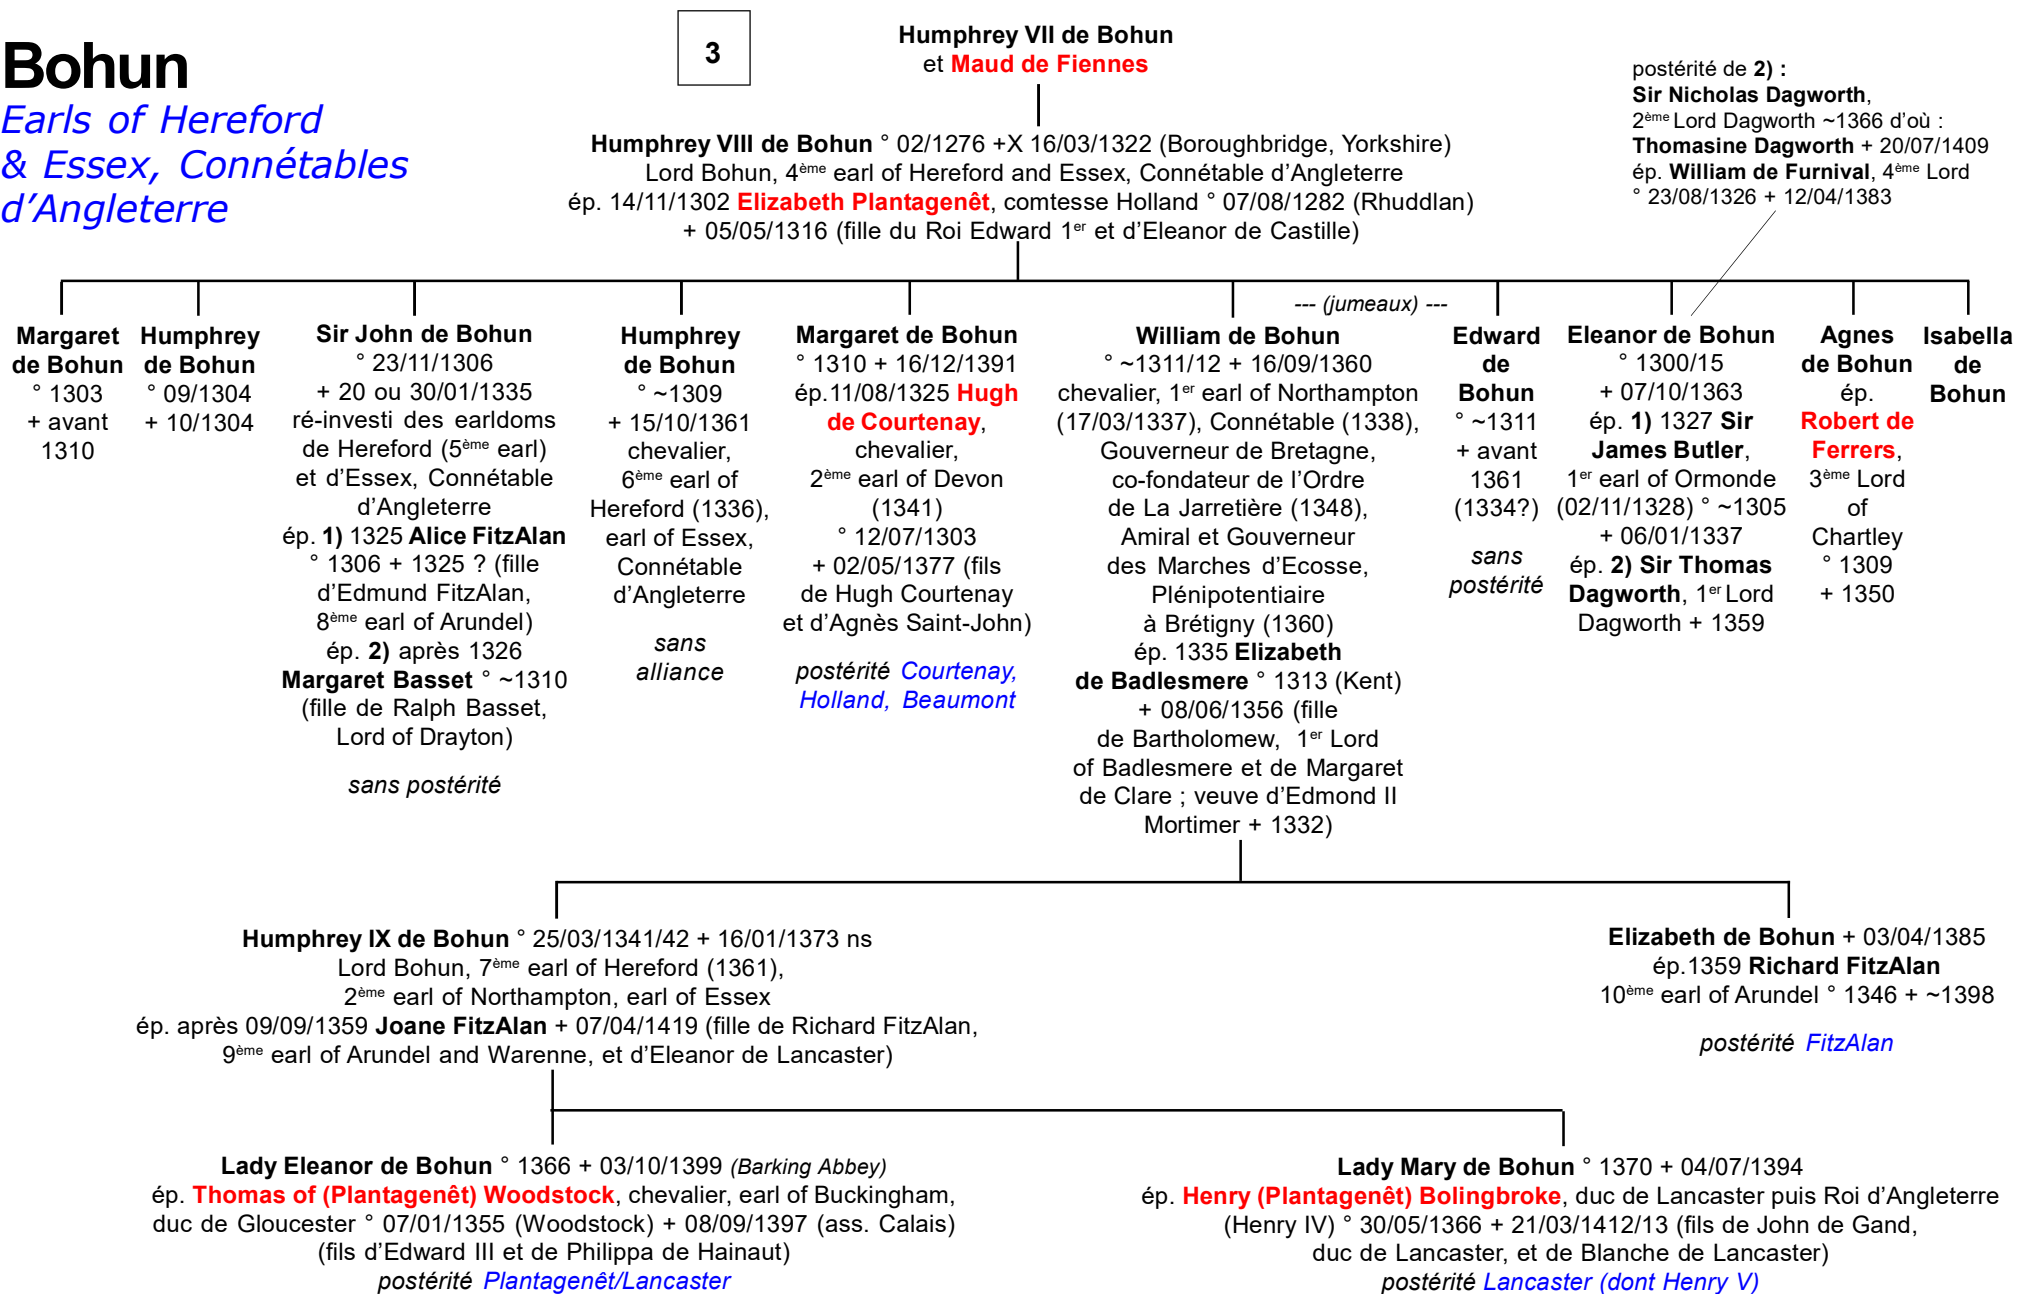 Bohun
Earls of Hereford
& Essex, Connétables
d’Angleterre
3
Humphrey VII de Bohun
et Maud de Fiennes
Humphrey VIII de Bohun ° 02/1276 +X 16/03/1322 (Boroughbridge, Yorkshire)
Lord Bohun, 4ème earl of Hereford and Essex, Connétable d’Angleterre
ép. 14/11/1302 Elizabeth Plantagenêt, comtesse Holland ° 07/08/1282 (Rhuddlan)
+ 05/05/1316 (fille du Roi Edward 1er et d’Eleanor de Castille)
postérité de 2) :
Sir Nicholas Dagworth,
2ème Lord Dagworth ~1366 d’où :
Thomasine Dagworth + 20/07/1409
ép. William de Furnival, 4ème Lord
° 23/08/1326 + 12/04/1383
Margaret
de Bohun
° 1303
+ avant
1310
Humphrey
de Bohun
° 09/1304
+ 10/1304
Sir John de Bohun
° 23/11/1306
+ 20 ou 30/01/1335
ré-investi des earldoms
de Hereford (5ème earl)
et d’Essex, Connétable
d’Angleterre
ép. 1) 1325 Alice FitzAlan
° 1306 + 1325 ? (fille
d’Edmund FitzAlan,
8ème earl of Arundel)
ép. 2) après 1326
Margaret Basset ° ~1310
(fille de Ralph Basset,
Lord of Drayton)
sans postérité
Humphrey
de Bohun
° ~1309
+ 15/10/1361
chevalier,
6ème earl of
Hereford (1336),
earl of Essex,
Connétable
d’Angleterre
sans
alliance
Margaret de Bohun
° 1310 + 16/12/1391
ép.11/08/1325 Hugh
de Courtenay,
chevalier,
2ème earl of Devon
(1341)
° 12/07/1303
+ 02/05/1377 (fils
de Hugh Courtenay
et d’Agnès Saint-John)
postérité Courtenay,
Holland, Beaumont
--- (jumeaux) ---
William de Bohun
° ~1311/12 + 16/09/1360
chevalier, 1er earl of Northampton
(17/03/1337), Connétable (1338),
Gouverneur de Bretagne,
co-fondateur de l’Ordre
de La Jarretière (1348),
Amiral et Gouverneur
des Marches d’Ecosse,
Plénipotentiaire
à Brétigny (1360)
ép. 1335 Elizabeth
de Badlesmere ° 1313 (Kent)
+ 08/06/1356 (fille
de Bartholomew, 1er Lord
of Badlesmere et de Margaret
de Clare ; veuve d’Edmond II
Mortimer + 1332)
Edward
de
Bohun
° ~1311
+ avant
1361
(1334?)
sans
postérité
Eleanor de Bohun
° 1300/15
+ 07/10/1363
ép. 1) 1327 Sir
James Butler,
1er earl of Ormonde
(02/11/1328) ° ~1305
+ 06/01/1337
ép. 2) Sir Thomas
Dagworth, 1er Lord
Dagworth + 1359
Agnes
de Bohun
ép.
Robert de
Ferrers,
3ème Lord
of
Chartley
° 1309
+ 1350
Isabella
de
Bohun
Humphrey IX de Bohun ° 25/03/1341/42 + 16/01/1373 ns
Lord Bohun, 7ème earl of Hereford (1361),
2ème earl of Northampton, earl of Essex
ép. après 09/09/1359 Joane FitzAlan + 07/04/1419 (fille de Richard FitzAlan,
9ème earl of Arundel and Warenne, et d’Eleanor de Lancaster)
Elizabeth de Bohun + 03/04/1385
ép.1359 Richard FitzAlan
10ème earl of Arundel ° 1346 + ~1398
postérité FitzAlan
Lady Eleanor de Bohun ° 1366 + 03/10/1399 (Barking Abbey)
ép. Thomas of (Plantagenêt) Woodstock, chevalier, earl of Buckingham,
duc de Gloucester ° 07/01/1355 (Woodstock) + 08/09/1397 (ass. Calais)
(fils d’Edward III et de Philippa de Hainaut)
postérité Plantagenêt/Lancaster
Lady Mary de Bohun ° 1370 + 04/07/1394
ép. Henry (Plantagenêt) Bolingbroke, duc de Lancaster puis Roi d’Angleterre
(Henry IV) ° 30/05/1366 + 21/03/1412/13 (fils de John de Gand,
duc de Lancaster, et de Blanche de Lancaster)
postérité Lancaster (dont Henry V)